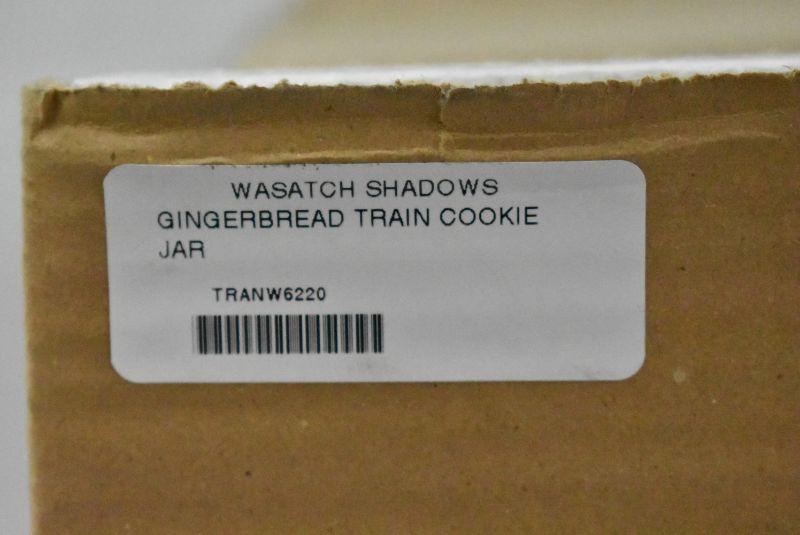 WASATCH SHADOWS
GINGERBREAD TRAIN COOKIE
JAR
TRANW6220